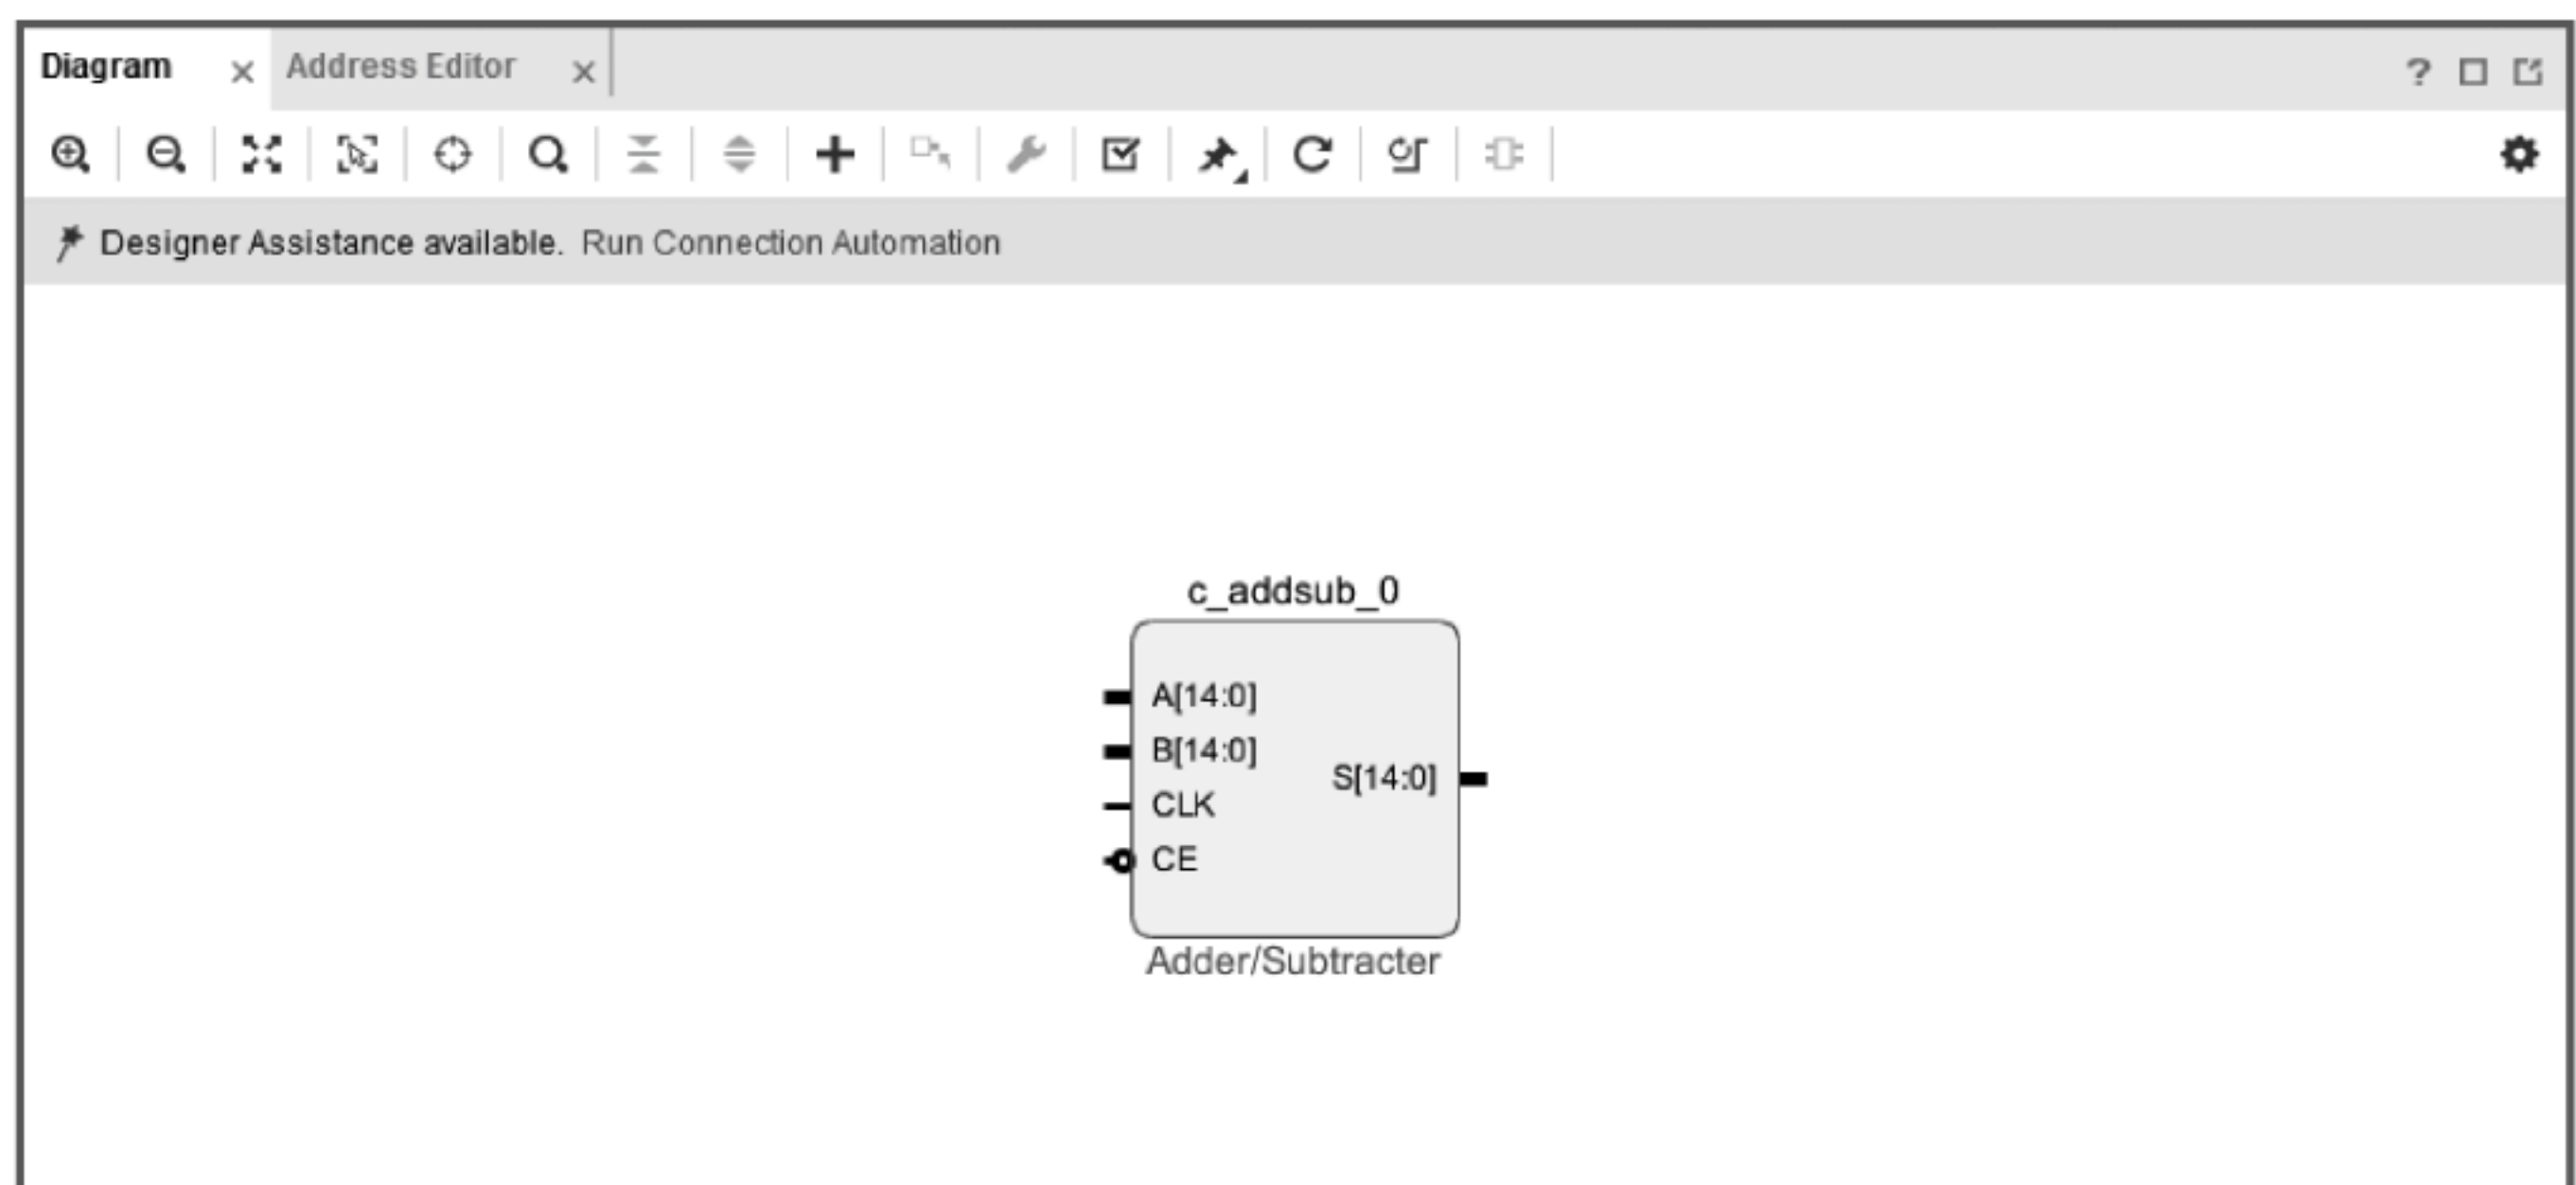 Diagram Address Editor
Designer Assistance available. Run Connection Automation
c_addsub_0
A[14:0]
B[14:0]
S[14:0]
CLK
CE
Adder/Subtracter